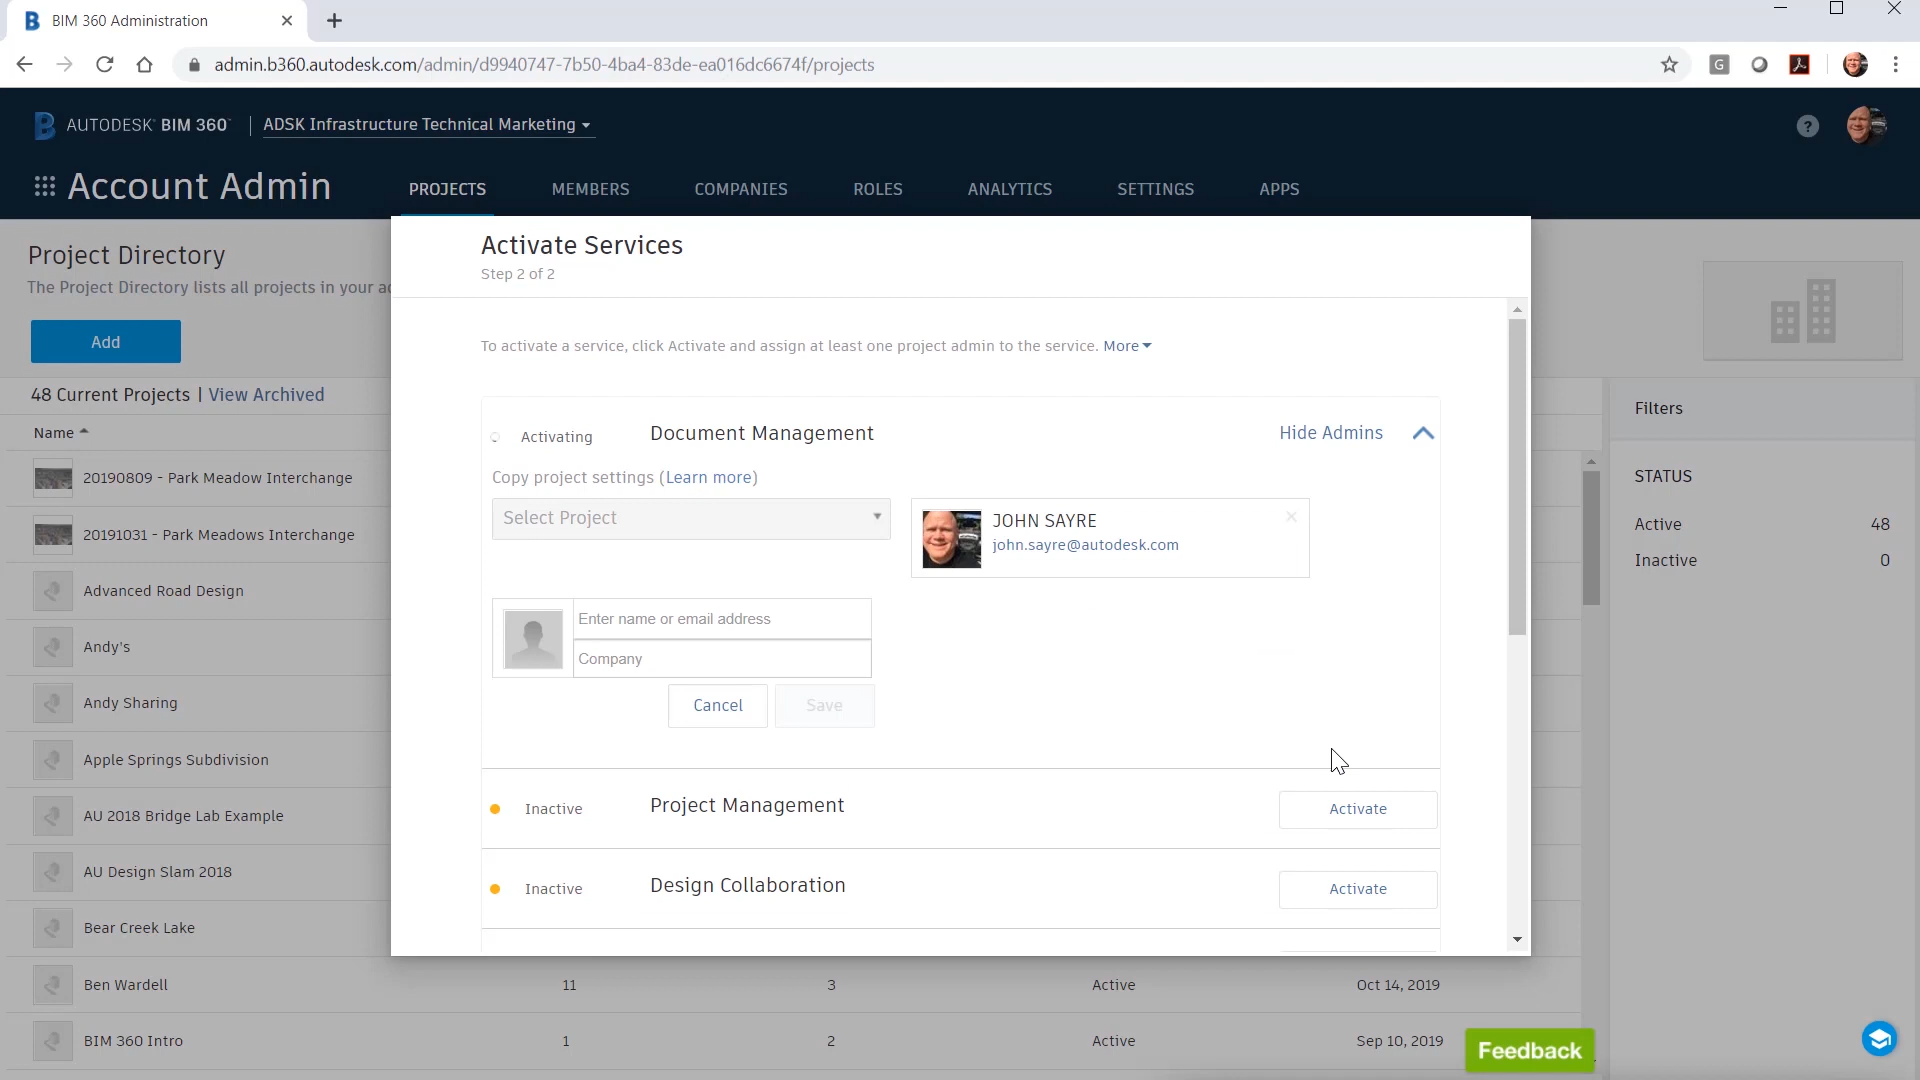 BIM 360 Administration
admin.b360.autodesk.com/admin/d9940747-7b50-4ba4-83de-ea016dc6674f/projects
AUTODESK BIM 360
ADSK Infrastructure Technical Marketing
Account Admin
PROJECTS
MEMBERS
COMPANIES
ROLES
ANALYTICS
SETTINGS
APPS
Project Directory
The Project Directory lists all projects in your
Add
48 Current Projects | View Archived
Name
20190809 - Park Meadow Interchange
20191031 - Park Meadows Interchange
Advanced Road Design
Andy's
Andy Sharing
Apple Springs Subdivision
AU 2018 Bridge Lab Example
AU Design Slam 2018
Bear Creek Lake
Ben Wardell 11 3 Active Oct 14, 2019
BIM 360 Intro 1 2 Active Sep 10, 2019
Activate Services
Step 2 of 2
To activate a service, click Activate and assign at least one project admin to the service. More
Activating Document Management Hide Admins
Copy project settings (Learn more)
Select Project
JOHN SAYRE
john.sayre@autodesk.com
Enter name or email address
Company
Cancel Save
Inactive Project Management Activate
Inactive Design Collaboration Activate
Filters
STATUS
Active 48
Inactive 0
Feedback